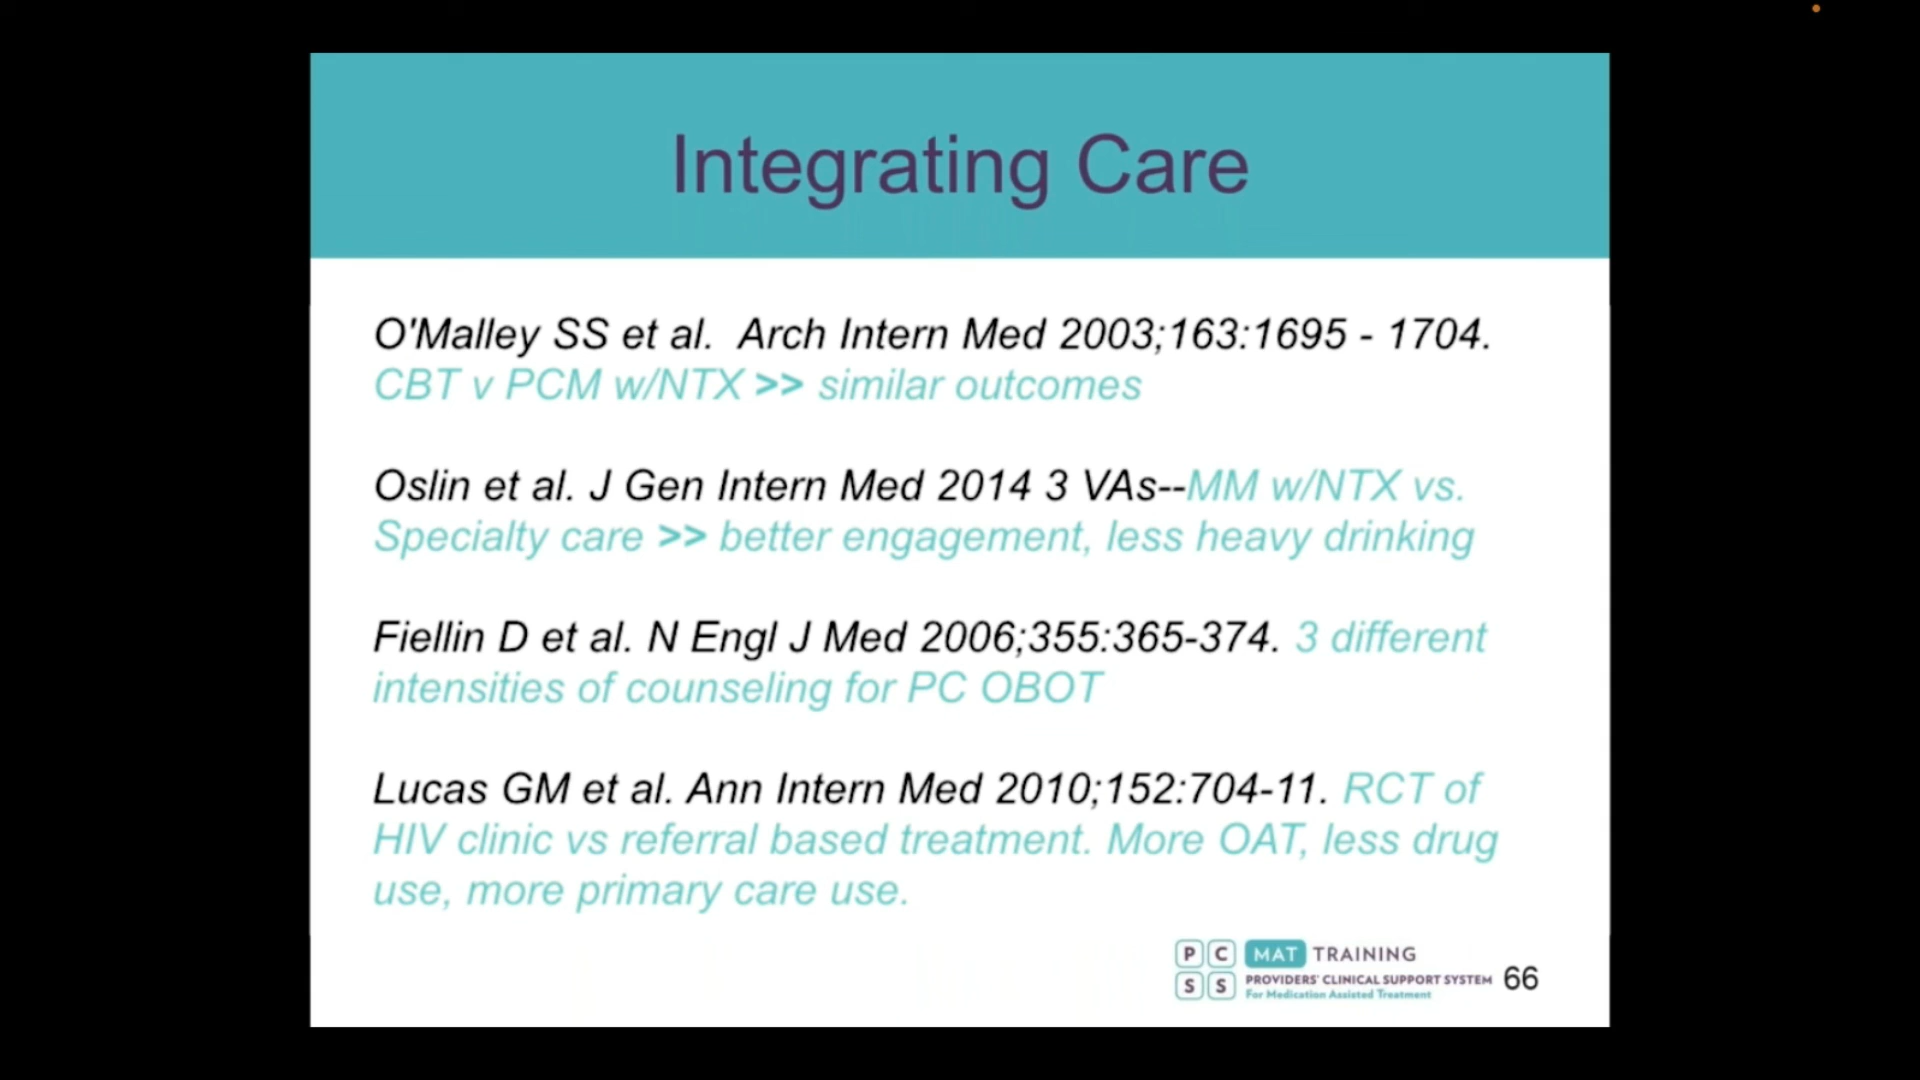 Integrating Care
O'Malley SS et al. Arch Intern Med 2003;163:1695 - 1704.
CBT v PCM w/NTX >> similar outcomes
Oslin et al. J Gen Intern Med 2014 3 VAs--MM w/NTX vs.
Specialty care >> better engagement, less heavy drinking
Fiellin D et al. N Engl J Med 2006;355:365-374. 3 different
intensities of counseling for PC OBOT
Lucas GM et al. Ann Intern Med 2010;152:704-11. RCT of
HIV clinic vs referral based treatment. More OAT, less drug
use, more primary care use.
P C MAT TRAINING
S S PROVIDERS' CLINICAL SUPPORT SYSTEM 66
For Medication Assisted Treatment